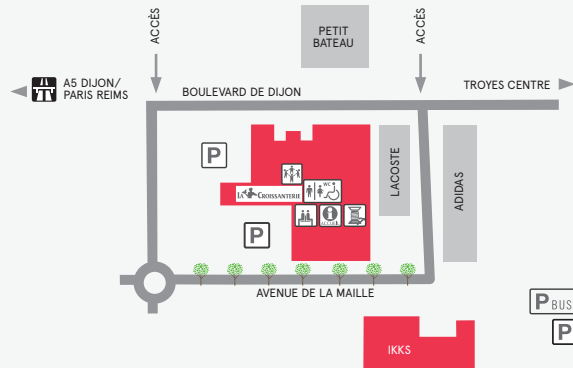 ACCÈS
PETIT
BATEAU
ACCÈS
A5 DIJON/
PARIS REIMS
BOULEVARD DE DIJON
TROYES CENTRE
P
LACOSTE
ADIDAS
WC
LA CROISSANTERIE
i
ACCUEIL
P
AVENUE DE LA MAILLE
P BUS
P
IKKS